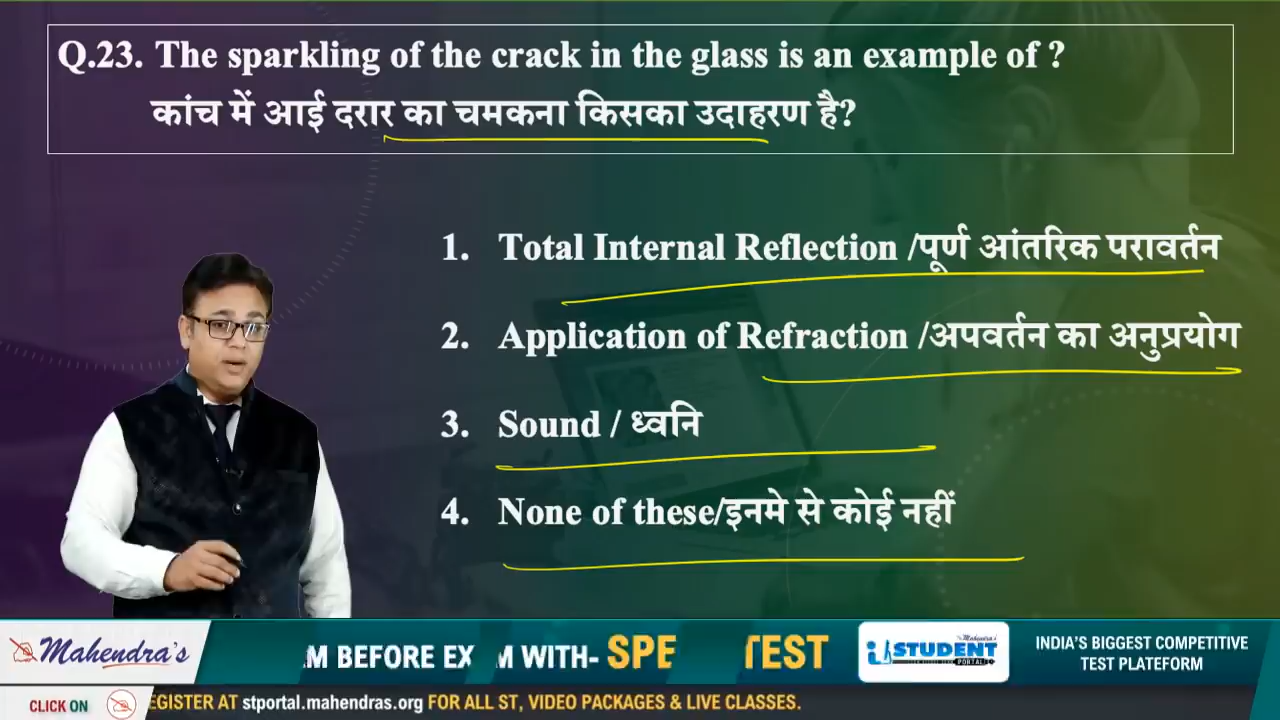 Q.23. The sparkling of the crack in the glass is an example of ?
कांच में आई दरार का चमकना किसका उदाहरण है?
1. Total Internal Reflection /पूर्ण आंतरिक परावर्तन
2. Application of Refraction /अपवर्तन का अनुप्रयोग
3. Sound / ध्वनि
4. None of these/इनमे से कोई नहीं
Mahendra's
M BEFORE EX M WITH- SPE TEST
Mahendra's
STUDENT
PORTAL
INDIA'S BIGGEST COMPETITIVE
TEST PLATEFORM
CLICK ON
EGISTER AT stportal.mahendras.org FOR ALL ST, VIDEO PACKAGES & LIVE CLASSES.